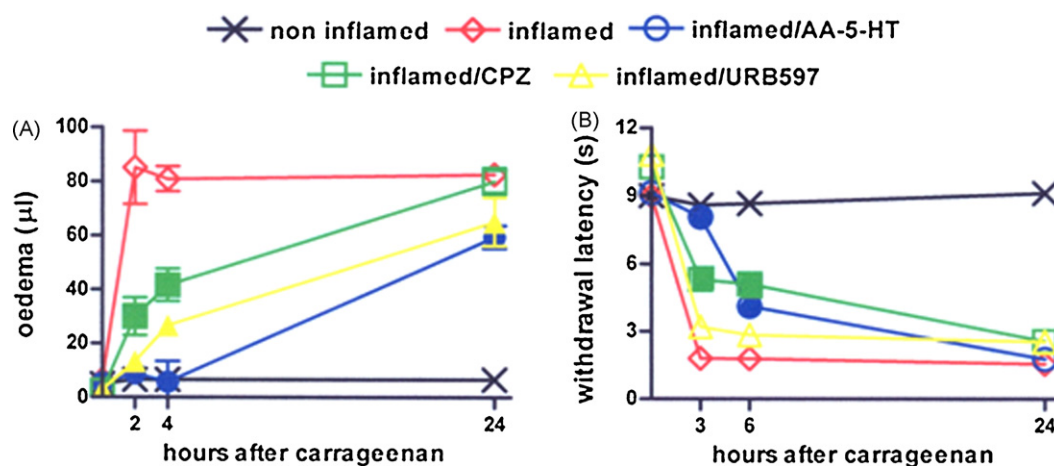 non inflamed inflamed inflamed/AA-5-HT
inflamed/CPZ inflamed/URB597
(A)
oedema (μl)
100
80
60
40
20
0
2 4 24
hours after carrageenan
(B)
withdrawal latency (s)
12
9
6
3
0
3 6 24
hours after carrageenan